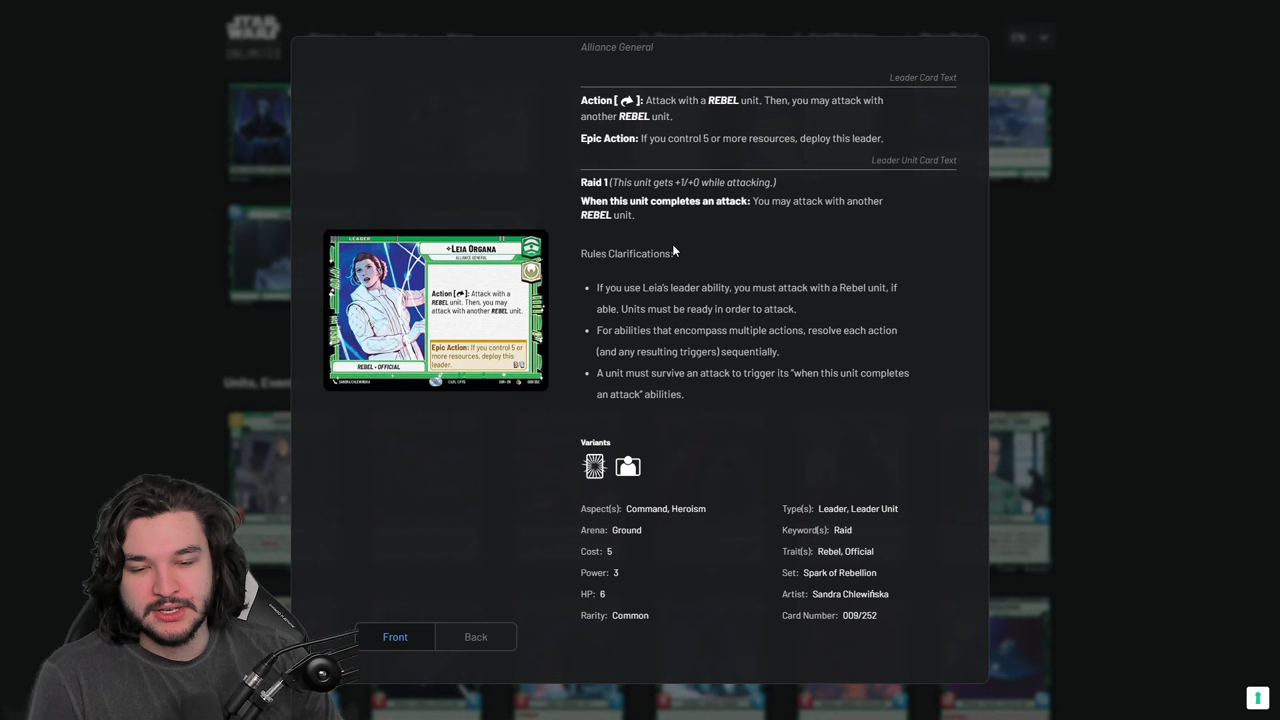 STAR
WARS
UNLIMITED
EN
Alliance General
Leader Card Text
Action [ ]: Attack with a REBEL unit. Then, you may attack with
another REBEL unit.
Epic Action: If you control 5 or more resources, deploy this leader.
Leader Unit Card Text
Raid 1 (This unit gets +1/+0 while attacking.)
When this unit completes an attack: You may attack with another
REBEL unit.
Rules Clarifications:
• If you use Leia's leader ability, you must attack with a Rebel unit, if
able. Units must be ready in order to attack.
• For abilities that encompass multiple actions, resolve each action
(and any resulting triggers) sequentially.
• A unit must survive an attack to trigger its "when this unit completes
an attack" abilities.
LEADER
LEIA ORGANA
ALLIANCE GENERAL
Action [ ]: Attack with a
REBEL unit. Then, you may
attack with another REBEL unit.
Epic Action: If you control 5 or
more resources, deploy this
leader.
REBEL • OFFICIAL
Variants
Aspect(s): Command, Heroism
Arena: Ground
Cost: 5
Power: 3
HP: 6
Rarity: Common
Type(s): Leader, Leader Unit
Keyword(s): Raid
Trait(s): Rebel, Official
Set: Spark of Rebellion
Artist: Sandra Chlewińska
Card Number: 009/252
Front
Back